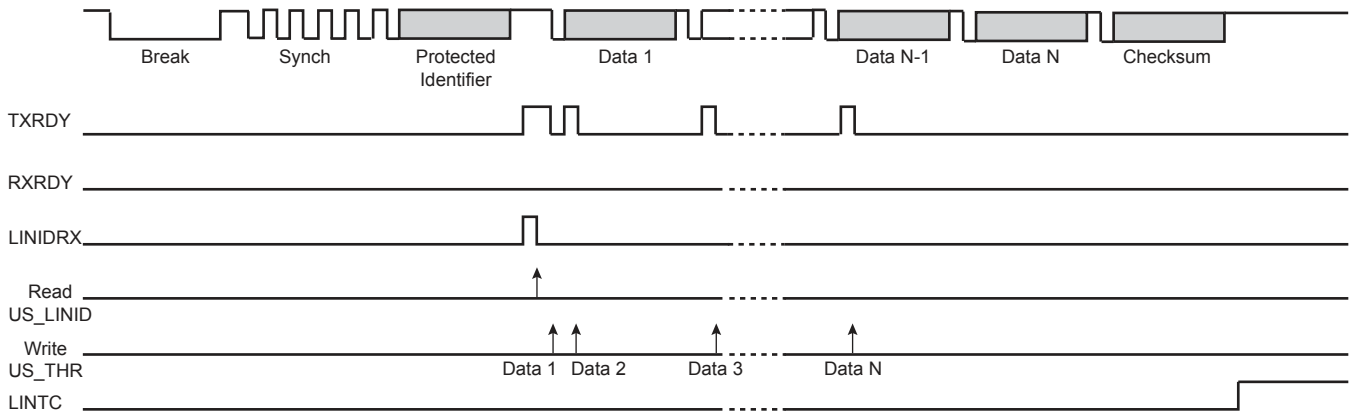 Break Synch Protected Data 1 Data N-1 Data N Checksum
Identifier
TXRDY
RXRDY
LINIDRX
Read
US_LINID
Write
US_THR Data 1 Data 2 Data 3 Data N
LINTC